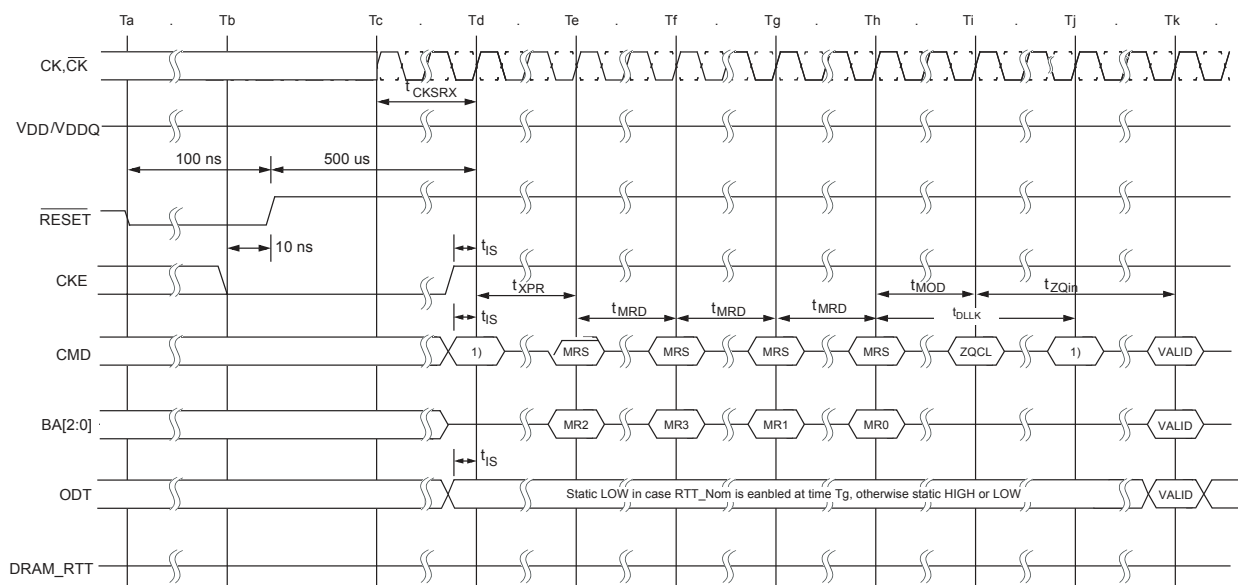 Ta . Tb . Tc . Td . Te . Tf . Tg . Th . Ti . Tj . Tk .
CK,CK
tCKSRX
VDD/VDDQ
100 ns 500 us
RESET
10 ns tIS
CKE
tXPR tMOD tZQin
tMRD tMRD tMRD tDLLK
tIS
CMD 1) MRS MRS MRS MRS ZQCL 1) VALID
BA[2:0] MR2 MR3 MR1 MR0 VALID
tIS
ODT Static LOW in case RTT_Nom is eanbled at time Tg, otherwise static HIGH or LOW VALID
DRAM_RTT